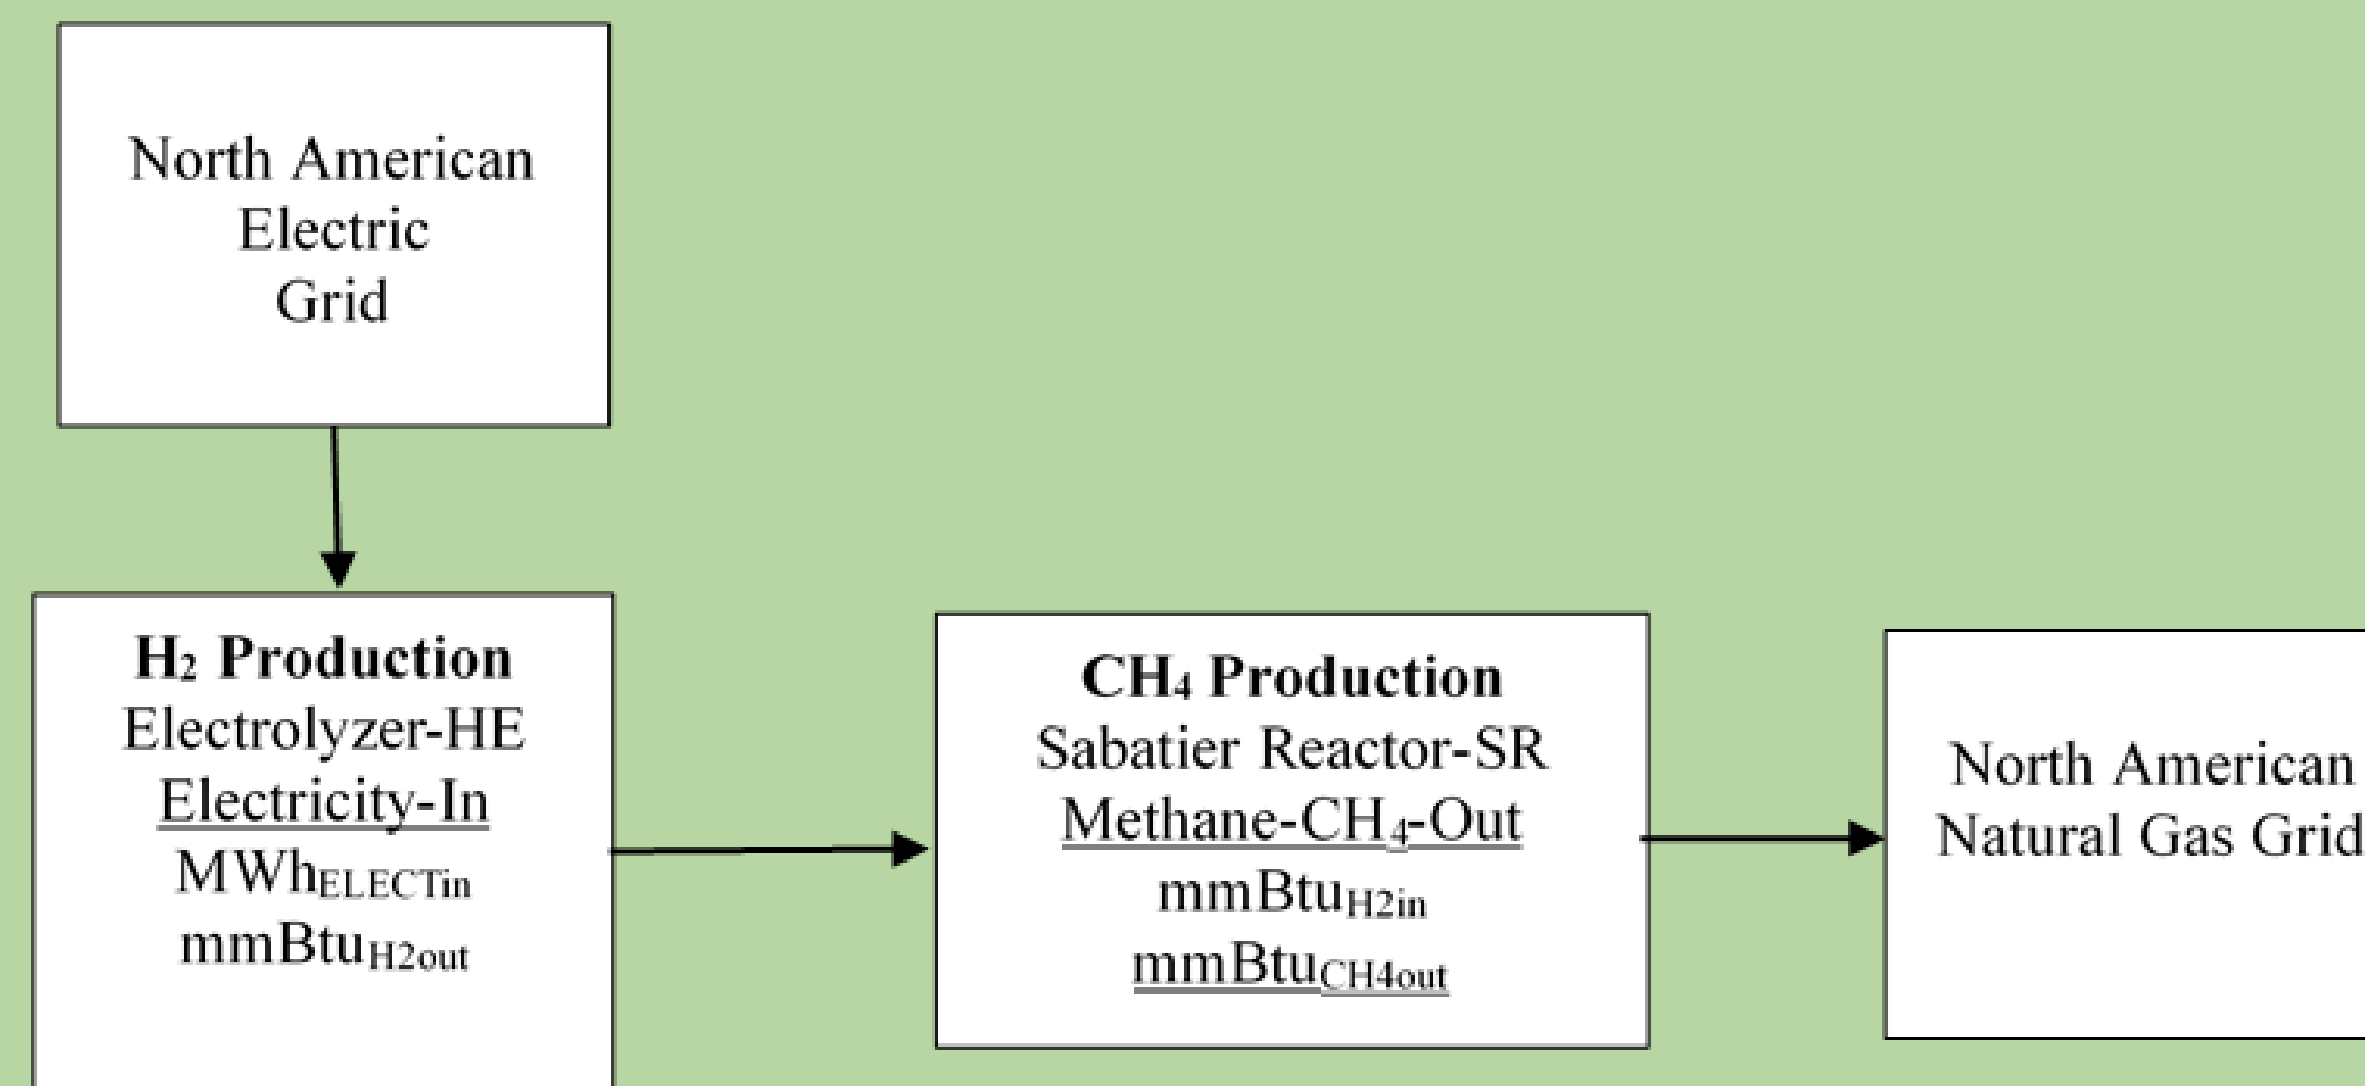 North American
Electric
Grid
H₂ Production
Electrolyzer-HE
Electricity-In
MWhELECTin
mmBtuH2out
CH₄ Production
Sabatier Reactor-SR
Methane-CH₄-Out
mmBtuH2in
mmBtuCH4out
North American
Natural Gas Grid